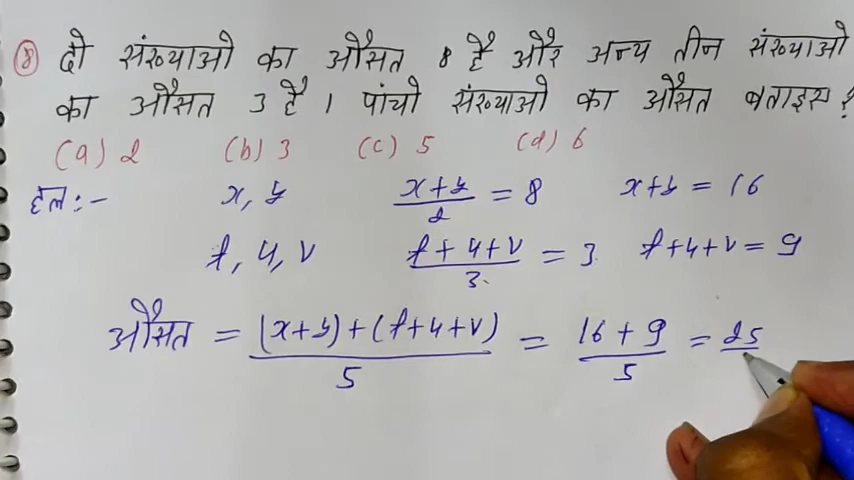 (8) दो संख्याओ का औसत 8 है और अन्य तीन संख्याओ
का औसत 3 है । पांचो संख्याओ का औसत बताइए ?
(a) 2 (b) 3 (c) 5 (d) 6
हल :- x, y x+y/2 = 8 x+y = 16
t, u, v t+u+v/3 = 3 t+u+v = 9
औसत = (x+y)+(t+u+v)/5 = 16+9/5 = 25